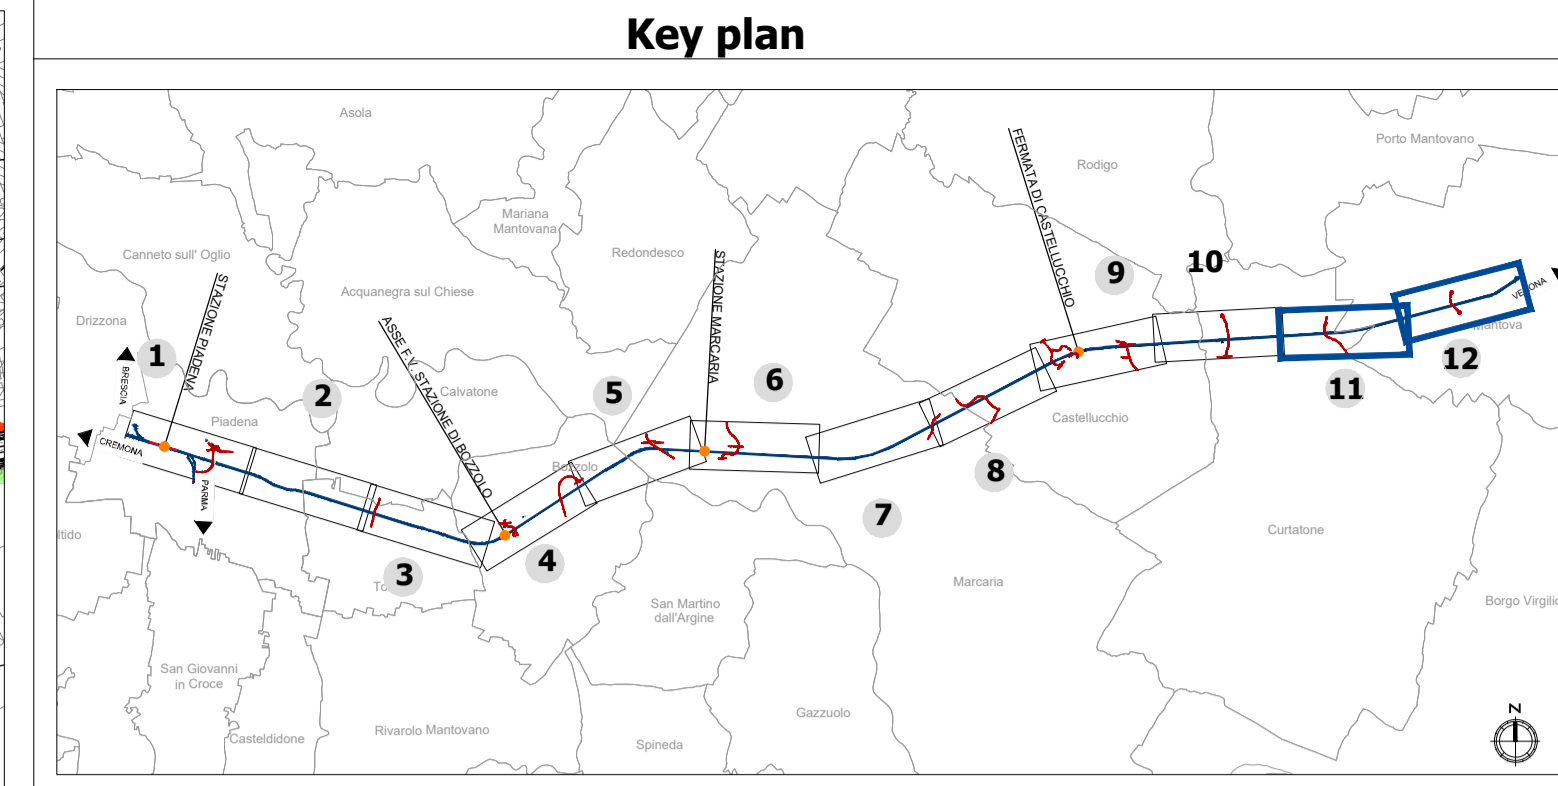 Key plan
Asola
Porto Mantovano
Rodigo
FERMATA DI CASTELLUCCHIO
Mariana
Mantovana
Redondesco
Canneto sull' Oglio
STAZIONE PIADENA
STAZIONE MARCARIA
Acquanegra sul Chiese
ASSE F.V. STAZIONE DI BOZZOLO
Drizzona
9
10
VERONA
Mantova
1
BRESCIA
2
Calvatone
5
6
11
12
Piadena
CREMONA
PARMA
Bozzolo
Castellucchio
8
7
Curtatone
ltido
3
To
4
Marcaria
San Martino
dall'Argine
Borgo Virgilio
San Giovanni
in Croce
Casteldidone
Rivarolo Mantovano
Gazzuolo
Spineda
N